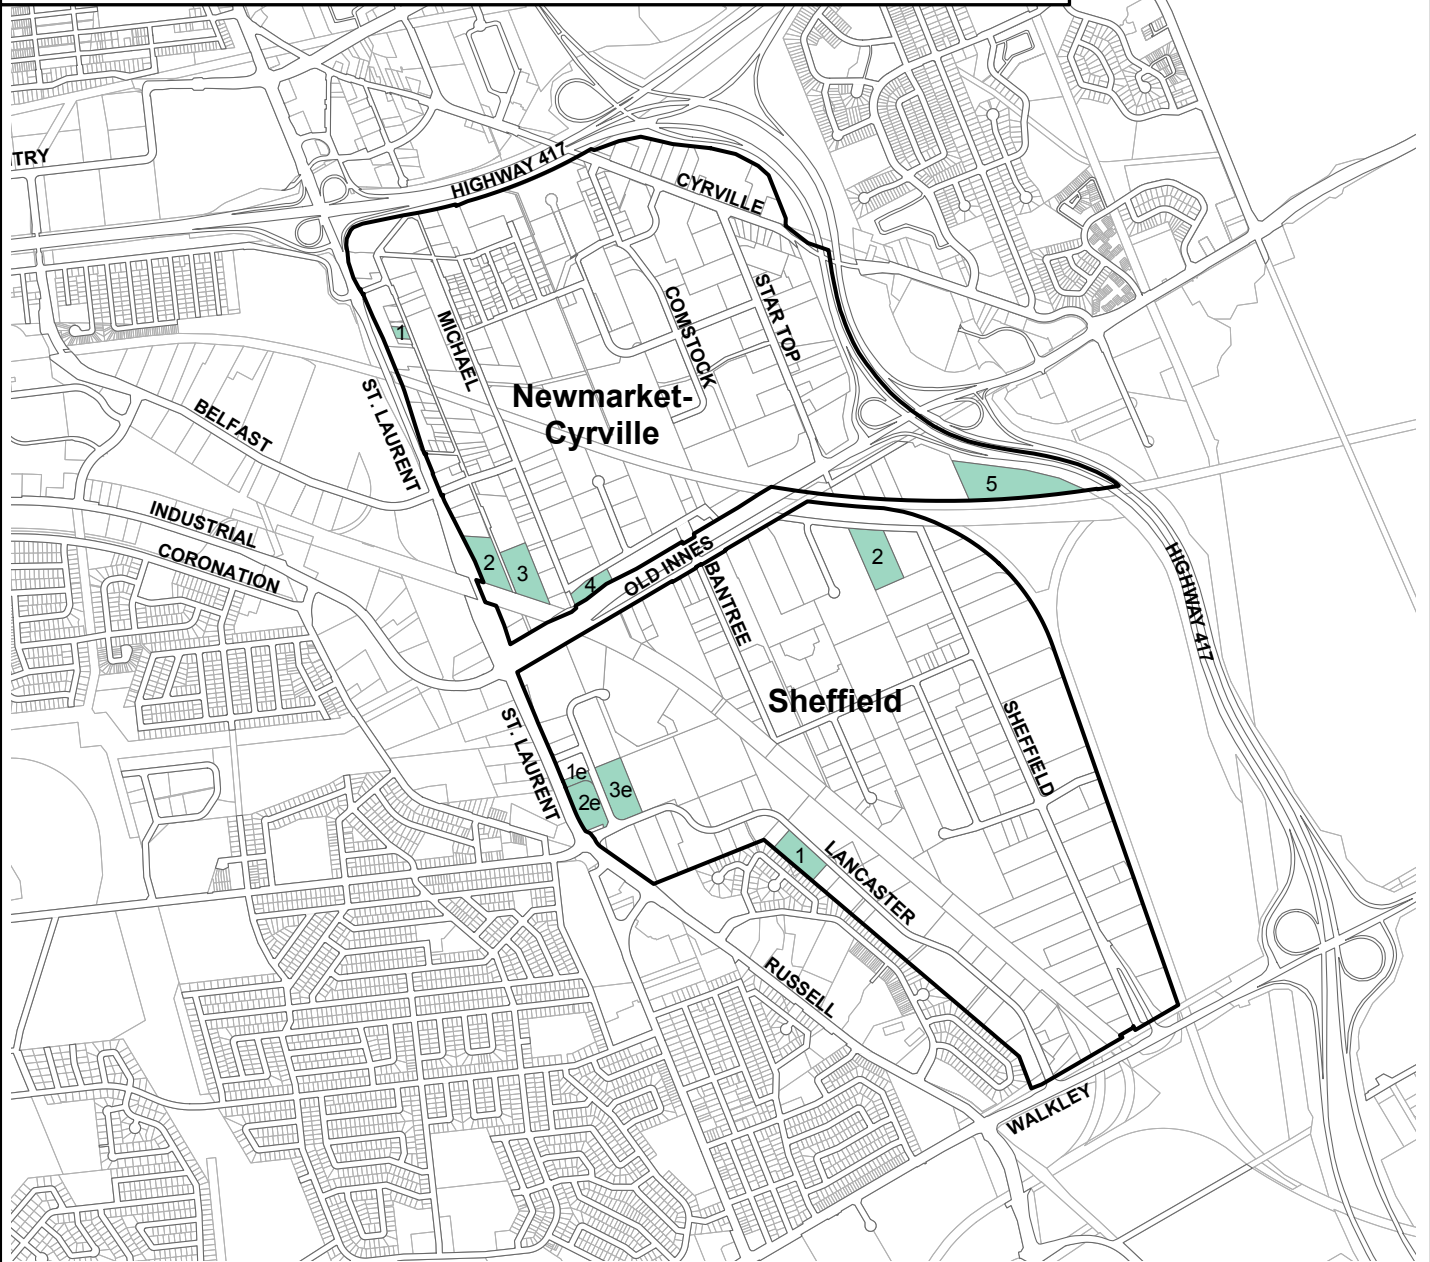 TRY
HIGHWAY 417
CYRVILLE
STAR TOP
COMSTOCK
MICHAEL
1
Newmarket-
Cyrville
ST. LAURENT
BELFAST
INDUSTRIAL
CORONATION
5
2
3
4
OLD INNES
BANTREE
2
HIGHWAY 417
Sheffield
SHEFFIELD
ST. LAURENT
1e
2e
3e
1
LANCASTER
RUSSELL
WALKLEY